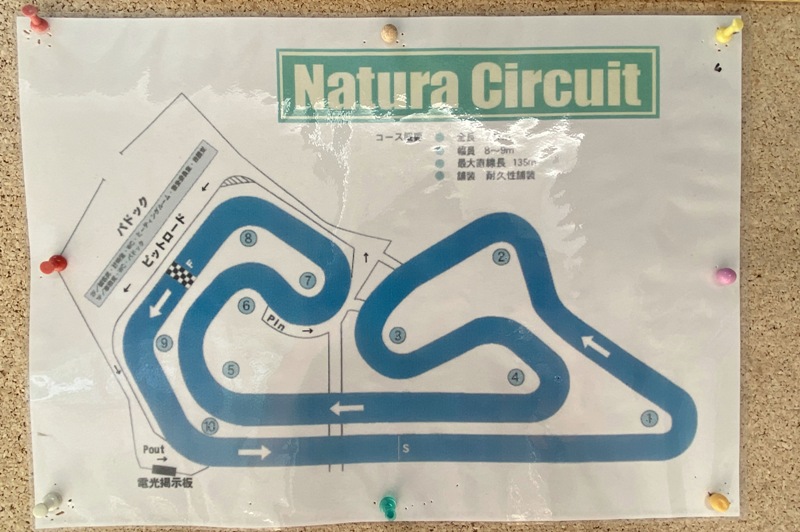 Natura Circuit
コース概要
全長
幅員 8～9m
最大直線長 135m
舗装 耐久性舗装
パドック
ピットロード
F
8
7
6
Pin
9
5
10
2
3
4
1
S
Pout
電光掲示板